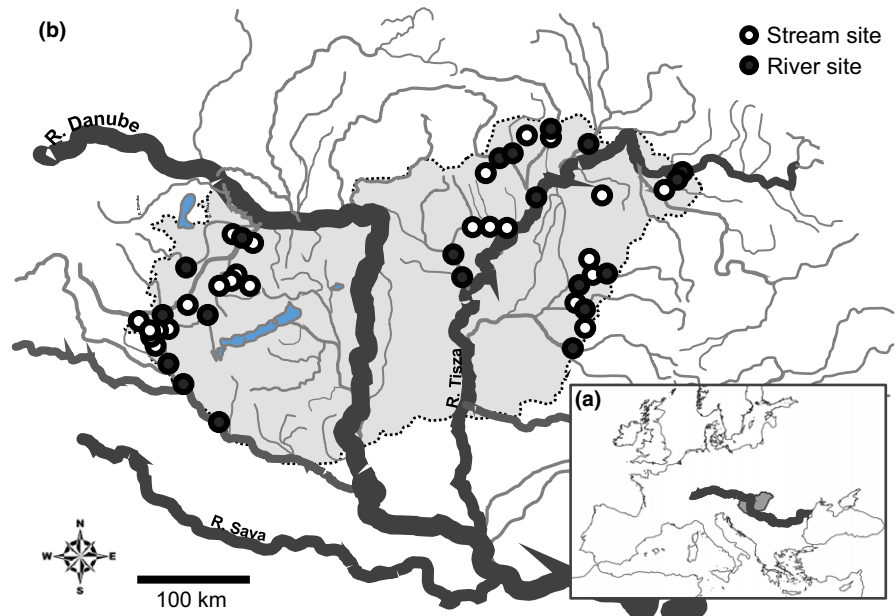 (b)
Stream site
River site
R. Danube
R. Tisza
(a)
R. Sava
N
W E
S
100 km